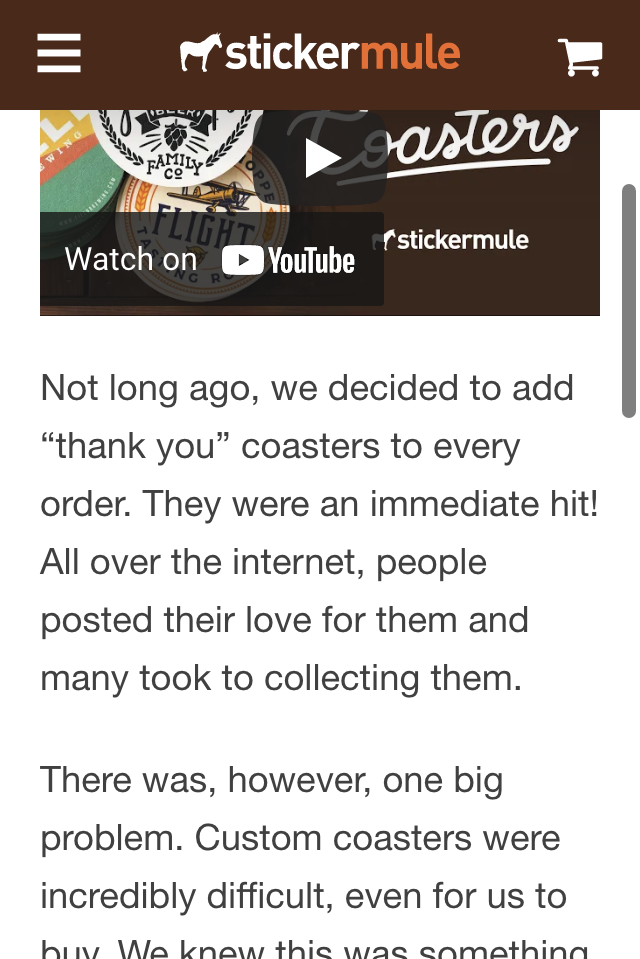 stickermule
FAMILY
CO
Coasters
FLIGHT
stickermule
Watch on YouTube
Not long ago, we decided to add
“thank you” coasters to every
order. They were an immediate hit!
All over the internet, people
posted their love for them and
many took to collecting them.
There was, however, one big
problem. Custom coasters were
incredibly difficult, even for us to
buy. We knew this was something